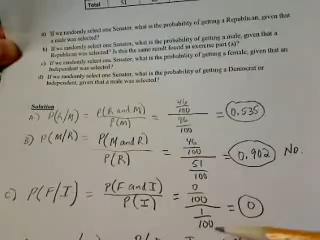 Total 51
a) If we randomly select one Senator, what is the probability of getting a Republican, given that
a male was selected?
b) If we randomly select one Senator, what is the probability of getting a male, given that a
Republican was selected? Is this the same result found in exercise part (a)?
c) If we randomly select one Senator, what is the probability of getting a female, given that an
Independent was selected?
d) If we randomly select one Senator, what is the probability of getting a Democrat or
Independent, given that a male was selected?
Solution
A) P(R/M) = P(R and M) / P(M) = 46/100 / 86/100 = 0.535
B) P(M/R) = P(M and R) / P(R) = 46/100 / 51/100 = 0.902 No.
C) P(F/I) = P(F and I) / P(I) = 0/100 / 1/100 = 0